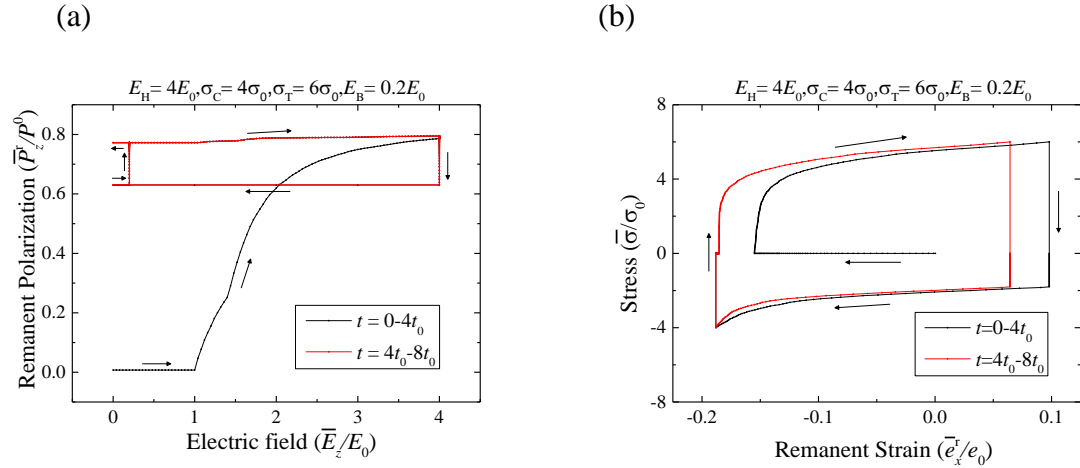 (a)
E_H= 4E_0,σ_C= 4σ_0,σ_T= 6σ_0,E_B= 0.2E_0
Remanent Polarization (P̅_z^r/P^0)
0.8
0.6
0.4
0.2
0.0
t = 0-4t_0
t = 4t_0-8t_0
0 1 2 3 4
Electric field (E̅_z/E_0)
(b)
E_H= 4E_0,σ_C= 4σ_0,σ_T= 6σ_0,E_B= 0.2E_0
Stress (σ̅/σ_0)
8
4
0
-4
-8
t=0-4t_0
t=4t_0-8t_0
-0.2 -0.1 0.0 0.1
Remanent Strain (e̅_x^r/e_0)